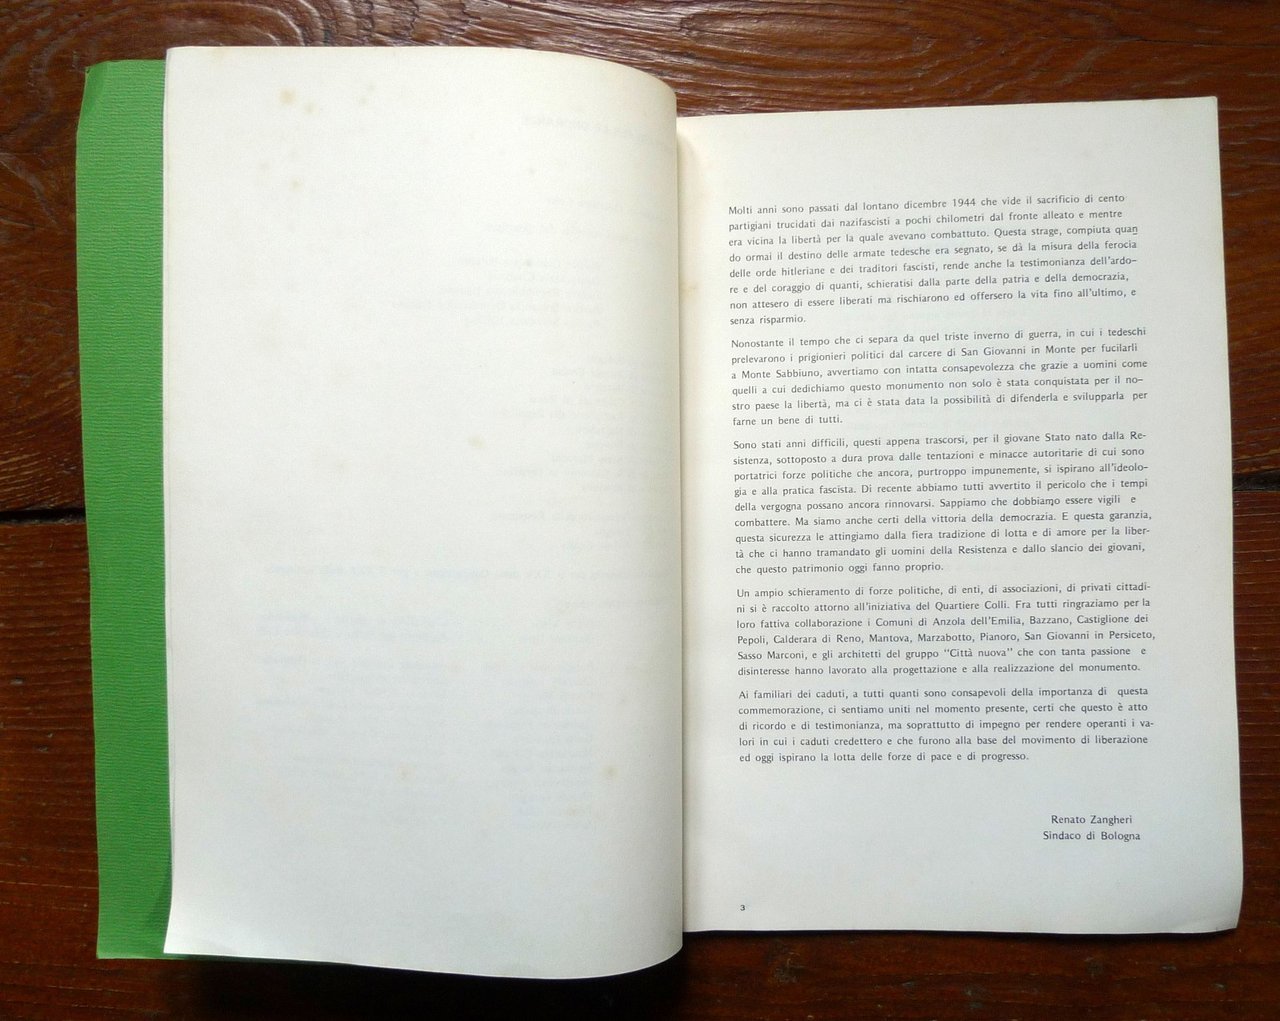 Molti anni sono passati dal lontano dicembre 1944 che vide il sacrificio di cento
partigiani trucidati dai nazifascisti a pochi chilometri dal fronte alleato e mentre
era vicina la libertà per la quale avevano combattuto. Questa strage, compiuta quan
do ormai il destino delle armate tedesche era segnato, se dà la misura della ferocia
delle orde hitleriane e dei traditori fascisti, rende anche la testimonianza dell'ardo-
re e del coraggio di quanti, schieratisi dalla parte della patria e della democrazia,
non attesero di essere liberati ma rischiarono ed offersero la vita fino all'ultimo, e
senza risparmio.
Nonostante il tempo che ci separa da quel triste inverno di guerra, in cui i tedeschi
prelevarono i prigionieri politici dal carcere di San Giovanni in Monte per fucilarli
a Monte Sabbiuno, avvertiamo con intatta consapevolezza che grazie a uomini come
quelli a cui dedichiamo questo monumento non solo è stata conquistata per il no-
stro paese la libertà, ma ci è stata data la possibilità di difenderla e svilupparla per
farne un bene di tutti.
Sono stati anni difficili, questi appena trascorsi, per il giovane Stato nato dalla Re-
sistenza, sottoposto a dura prova dalle tentazioni e minacce autoritarie di cui sono
portatrici forze politiche che ancora, purtroppo impunemente, si ispirano all'ideolo-
gia e alla pratica fascista. Di recente abbiamo tutti avvertito il pericolo che i tempi
della vergogna possano ancora rinnovarsi. Sappiamo che dobbiamo essere vigili e
combattere. Ma siamo anche certi della vittoria della democrazia. E questa garanzia,
questa sicurezza le attingiamo dalla fiera tradizione di lotta e di amore per la liber-
tà che ci hanno tramandato gli uomini della Resistenza e dallo slancio dei giovani,
che questo patrimonio oggi fanno proprio.
Un ampio schieramento di forze politiche, di enti, di associazioni, di privati cittadi-
ni si è raccolto attorno all'iniziativa del Quartiere Colli. Fra tutti ringraziamo per la
loro fattiva collaborazione i Comuni di Anzola dell'Emilia, Bazzano, Castiglione dei
Pepoli, Calderara di Reno, Mantova, Marzabotto, Pianoro, San Giovanni in Persiceto,
Sasso Marconi, e gli architetti del gruppo "Città nuova" che con tanta passione e
disinteresse hanno lavorato alla progettazione e alla realizzazione del monumento.
Ai familiari dei caduti, a tutti quanti sono consapevoli della importanza di questa
commemorazione, ci sentiamo uniti nel momento presente, certi che questo è atto
di ricordo e di testimonianza, ma soprattutto di impegno per rendere operanti i va-
lori in cui i caduti credettero e che furono alla base del movimento di liberazione
ed oggi ispirano la lotta delle forze di pace e di progresso.
Renato Zangheri
Sindaco di Bologna
3